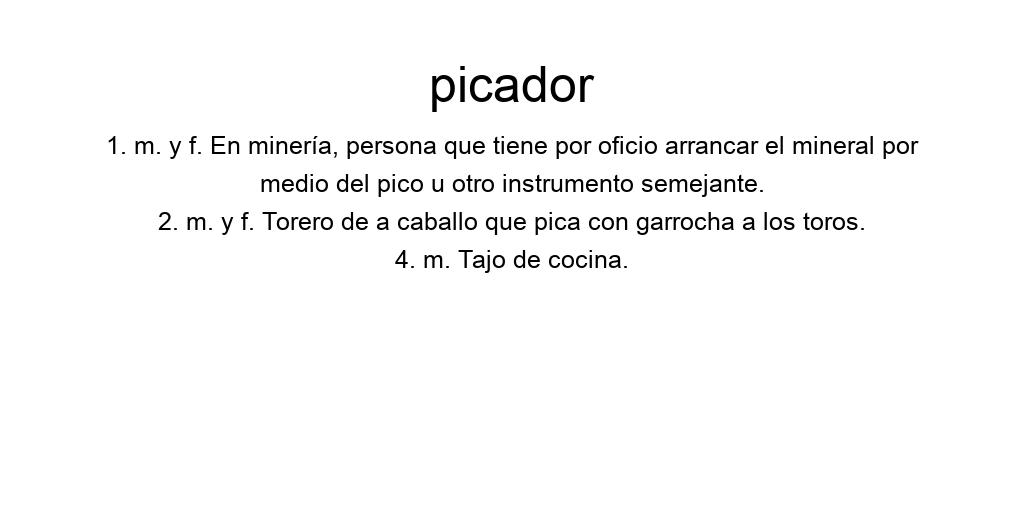 picador
1. m. y f. En minería, persona que tiene por oficio arrancar el mineral por
medio del pico u otro instrumento semejante.
2. m. y f. Torero de a caballo que pica con garrocha a los toros.
4. m. Tajo de cocina.